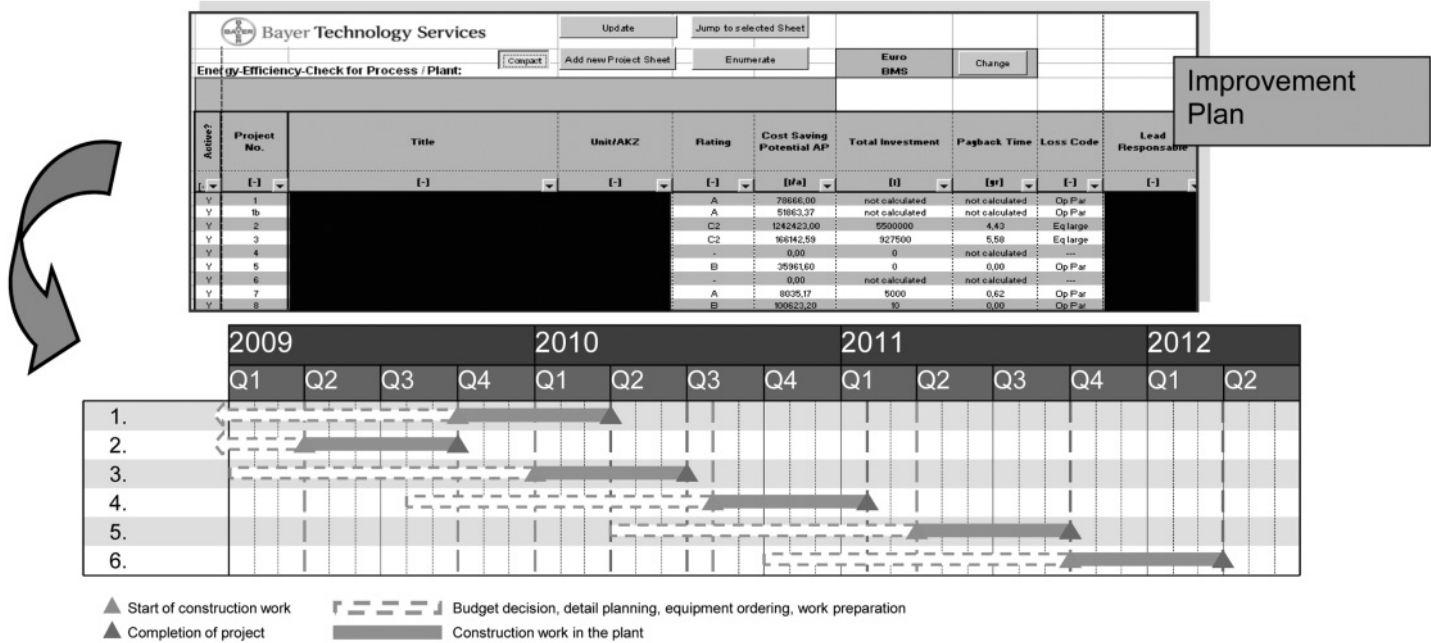 Bayer Technology Services
Update
Jump to selected Sheet
Compact
Add new Project Sheet
Enumerate
Euro
BMS
Change
Energy-Efficiency-Check for Process / Plant:
Improvement
Plan
Active? Project No. Title Unit/AKZ Rating Cost Saving Potential AP Total Investment Payback Time Loss Code Lead Responsable
[-] [-] [-] [-] [-] [t/a] [t] [yr] [-] [-]
Y 1 A 78666,00 not calculated not calculated Op Par
Y 1b A 51863,37 not calculated not calculated Op Par
Y 2 C2 1242423,00 5500000 4,43 Eq large
Y 3 C2 166142,59 927500 5,58 Eq large
Y 4 - 0,00 0 not calculated ---
Y 5 B 35961,60 0 0,00 Op Par
Y 6 - 0,00 not calculated not calculated ---
Y 7 A 8035,17 5000 0,62 Op Par
Y 8 B 100623,20 10 0,00 Op Par
2009 2010 2011 2012
Q1 Q2 Q3 Q4 Q1 Q2 Q3 Q4 Q1 Q2 Q3 Q4 Q1 Q2
1.
2.
3.
4.
5.
6.
Start of construction work
Budget decision, detail planning, equipment ordering, work preparation
Completion of project
Construction work in the plant